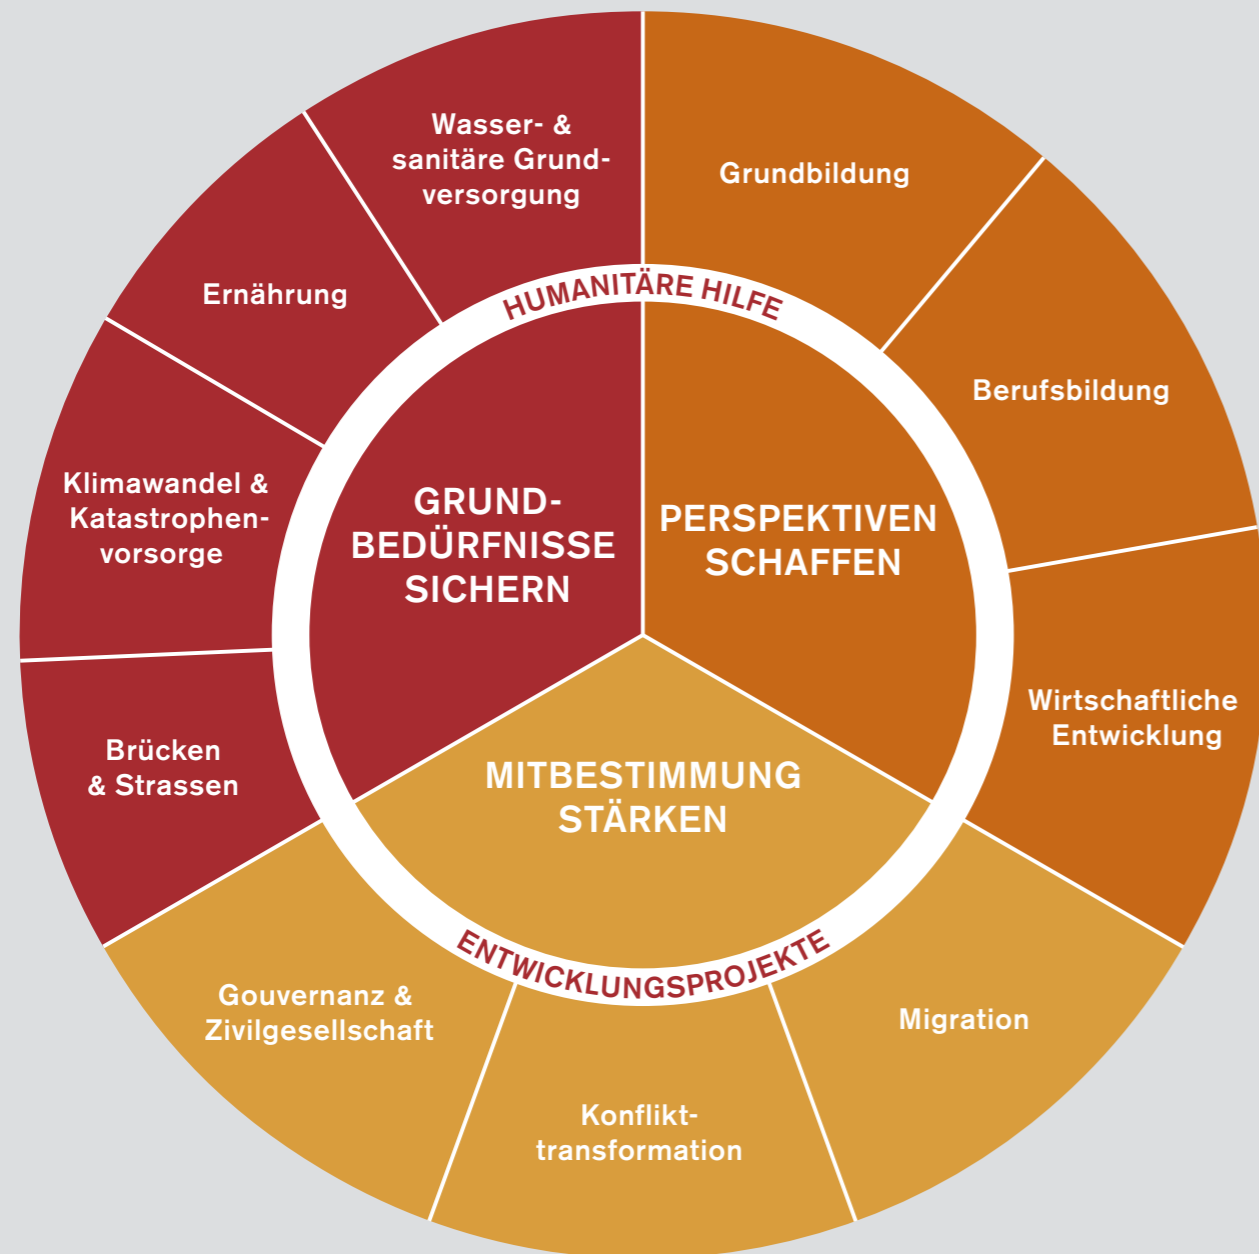 Wasser- &
sanitäre Grund-
versorgung
Grundbildung
Ernährung
HUMANITÄRE HILFE
Berufsbildung
Klimawandel &
Katastrophen-
vorsorge
GRUND-
BEDÜRFNISSE
SICHERN
PERSPEKTIVEN
SCHAFFEN
Wirtschaftliche
Entwicklung
Brücken
& Strassen
MITBESTIMMUNG
STÄRKEN
ENTWICKLUNGSPROJEKTE
Gouvernanz &
Zivilgesellschaft
Migration
Konflikt-
transformation